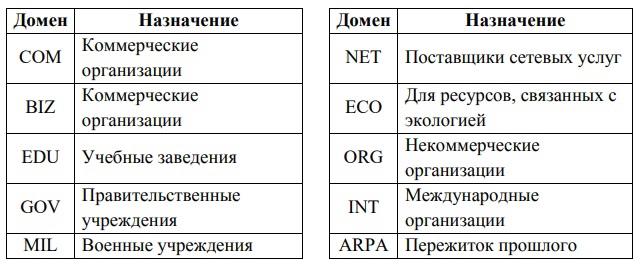 Домен Назначение
COM Коммерческие
организации
BIZ Коммерческие
организации
EDU Учебные заведения
GOV Правительственные
учреждения
MIL Военные учреждения
Домен Назначение
NET Поставщики сетевых услуг
ECO Для ресурсов, связанных с
экологией
ORG Некоммерческие
организации
INT Международные
организации
ARPA Пережиток прошлого